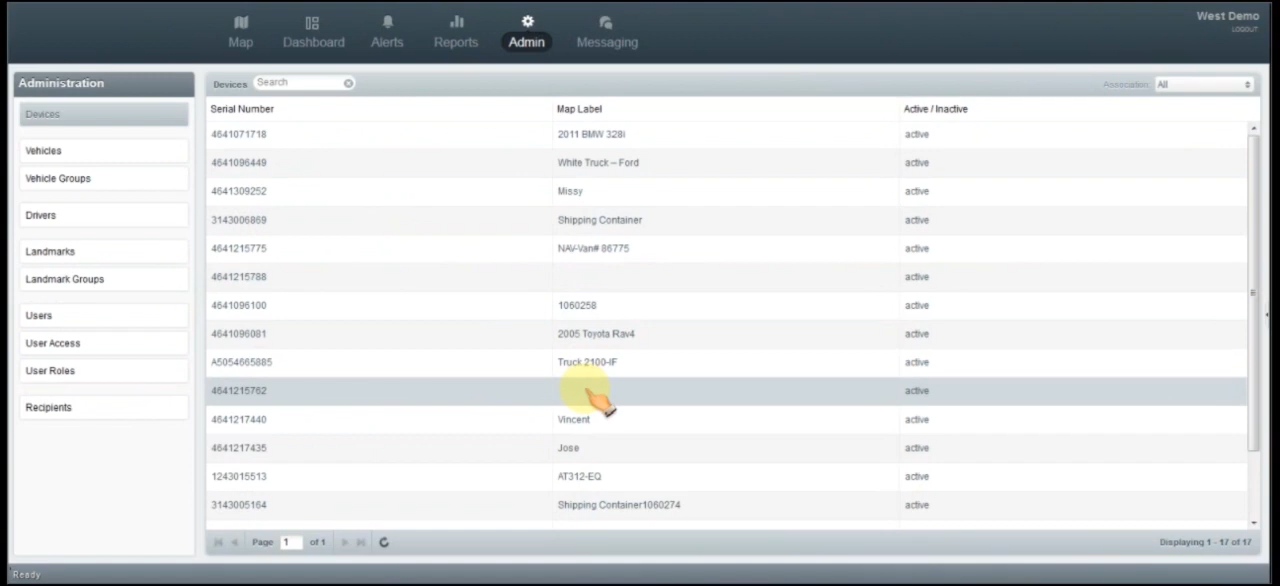 West Demo
LOGOUT
Map Dashboard Alerts Reports Admin Messaging
Administration
Devices
Vehicles
Vehicle Groups
Drivers
Landmarks
Landmark Groups
Users
User Access
User Roles
Recipients
Devices Search Association: All
Serial Number Map Label Active / Inactive
4641071718 2011 BMW 328i active
4641096449 White Truck – Ford active
4641309252 Missy active
3143006869 Shipping Container active
4641215775 NAV-Van# 86775 active
4641215788 active
4641096100 1060258 active
4641096081 2005 Toyota Rav4 active
A5054665885 Truck 2100-IF active
4641215762 active
4641217440 Vincent active
4641217435 Jose active
1243015513 AT312-EQ active
3143005164 Shipping Container1060274 active
Page 1 of 1 Displaying 1 - 17 of 17
Ready